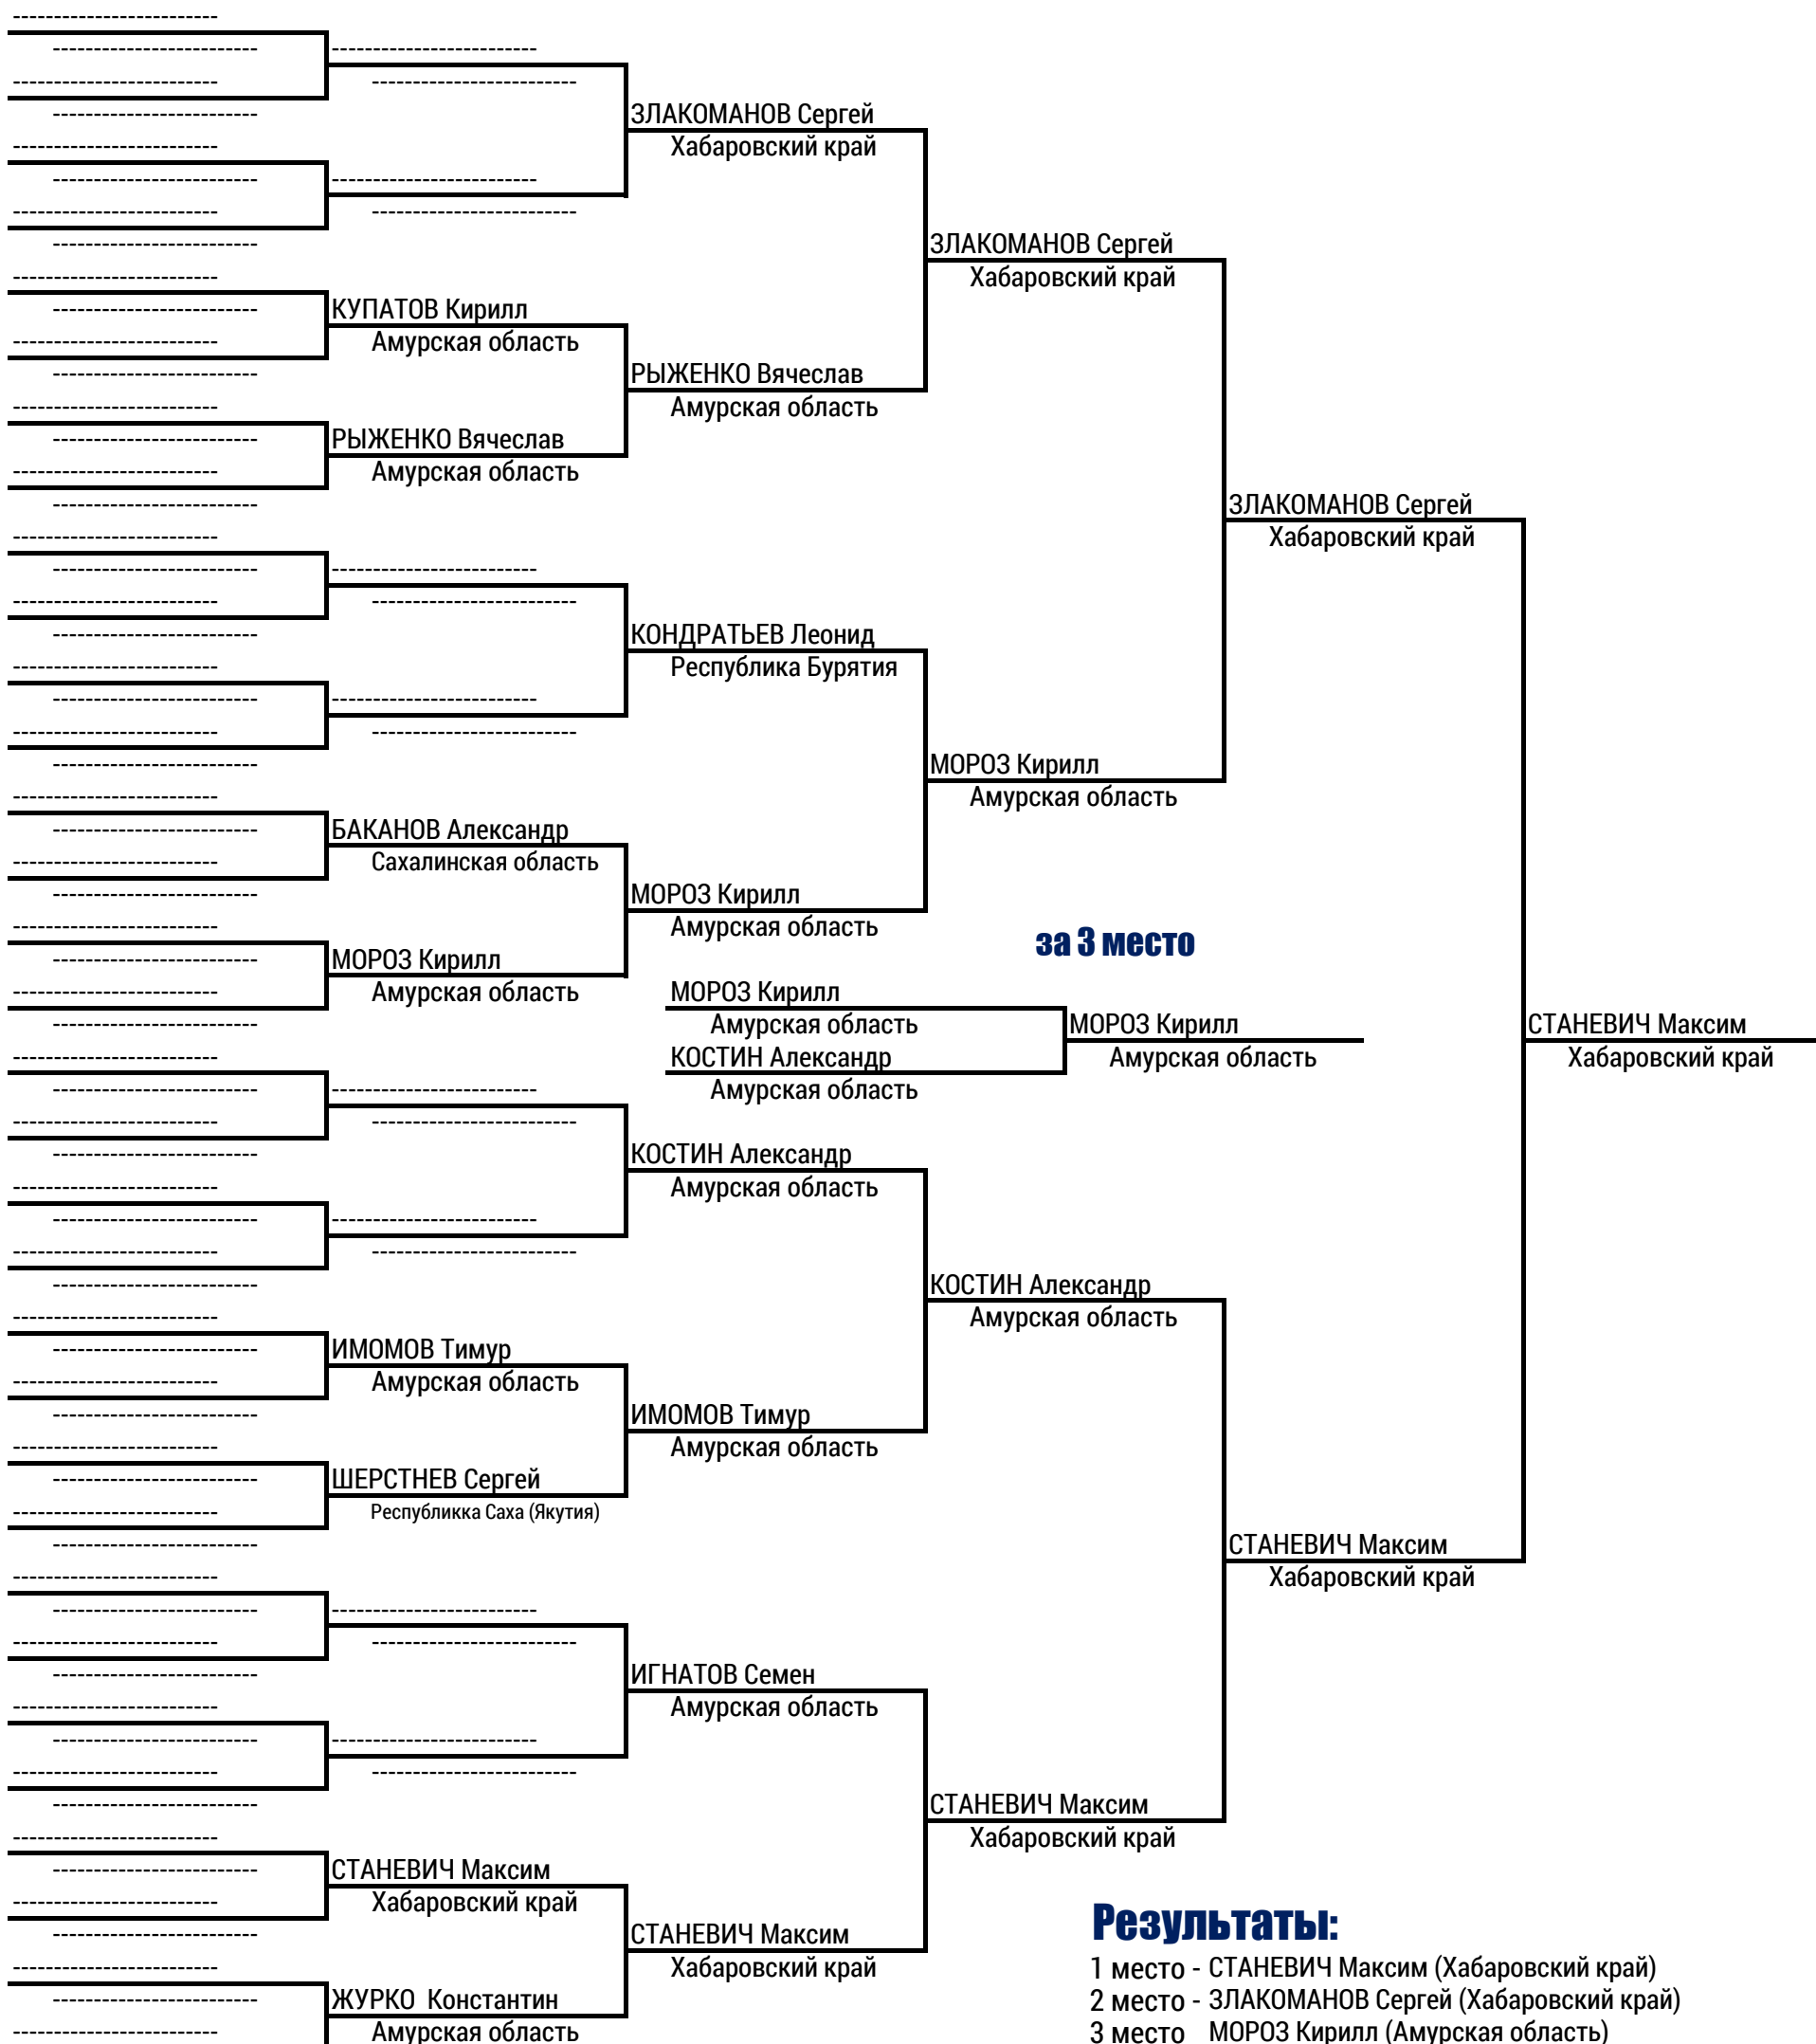 ЗЛАКОМАНОВ Сергей
Хабаровский край
ЗЛАКОМАНОВ Сергей
Хабаровский край
КУПАТОВ Кирилл
Амурская область
РЫЖЕНКО Вячеслав
Амурская область
РЫЖЕНКО Вячеслав
Амурская область
ЗЛАКОМАНОВ Сергей
Хабаровский край
КОНДРАТЬЕВ Леонид
Республика Бурятия
МОРОЗ Кирилл
Амурская область
БАКАНОВ Александр
Сахалинская область
МОРОЗ Кирилл
Амурская область
МОРОЗ Кирилл
Амурская область
за 3 место
МОРОЗ Кирилл
Амурская область
КОСТИН Александр
Амурская область
МОРОЗ Кирилл
Амурская область
СТАНЕВИЧ Максим
Хабаровский край
КОСТИН Александр
Амурская область
КОСТИН Александр
Амурская область
ИМОМОВ Тимур
Амурская область
ИМОМОВ Тимур
Амурская область
ШЕРСТНЕВ Сергей
Республикка Саха (Якутия)
СТАНЕВИЧ Максим
Хабаровский край
ИГНАТОВ Семен
Амурская область
СТАНЕВИЧ Максим
Хабаровский край
СТАНЕВИЧ Максим
Хабаровский край
СТАНЕВИЧ Максим
Хабаровский край
ЖУРКО  Константин
Амурская область
Результаты:
1 место - СТАНЕВИЧ Максим (Хабаровский край)
2 место - ЗЛАКОМАНОВ Сергей (Хабаровский край)
3 место МОРОЗ Кирилл (Амурская область)